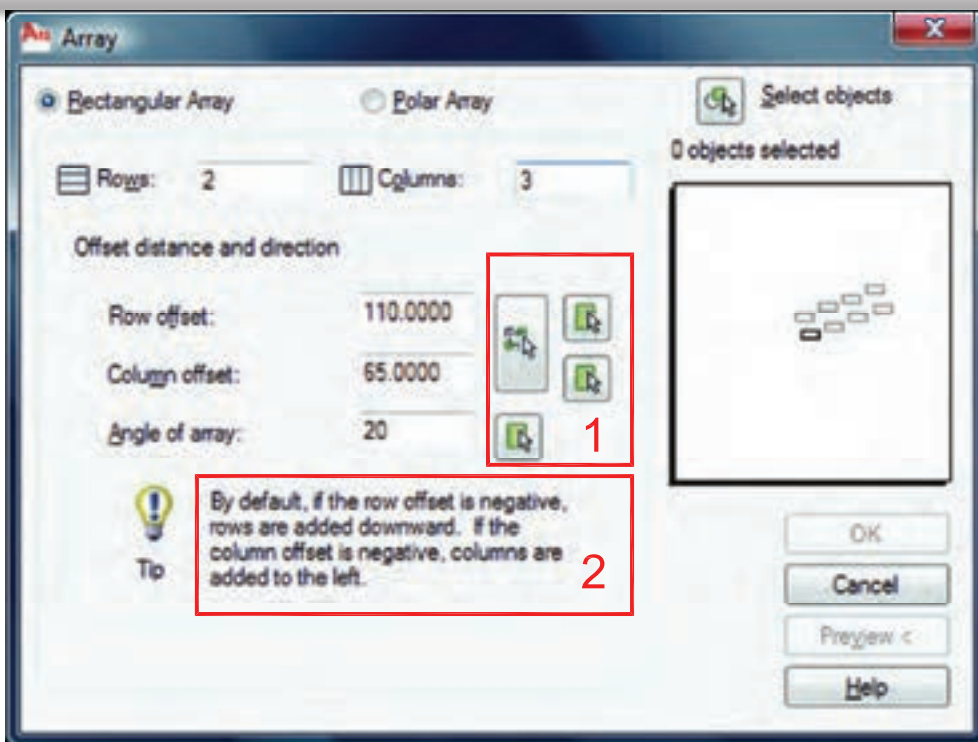 Array
Rectangular Array Polar Array Select objects
0 objects selected
Rows: 2 Columns: 3
Offset distance and direction
Row offset: 110.0000
Column offset: 65.0000
Angle of array: 20
1
By default, if the row offset is negative,
rows are added downward. If the
column offset is negative, columns are
added to the left.
Tip
2
OK
Cancel
Preview <
Help